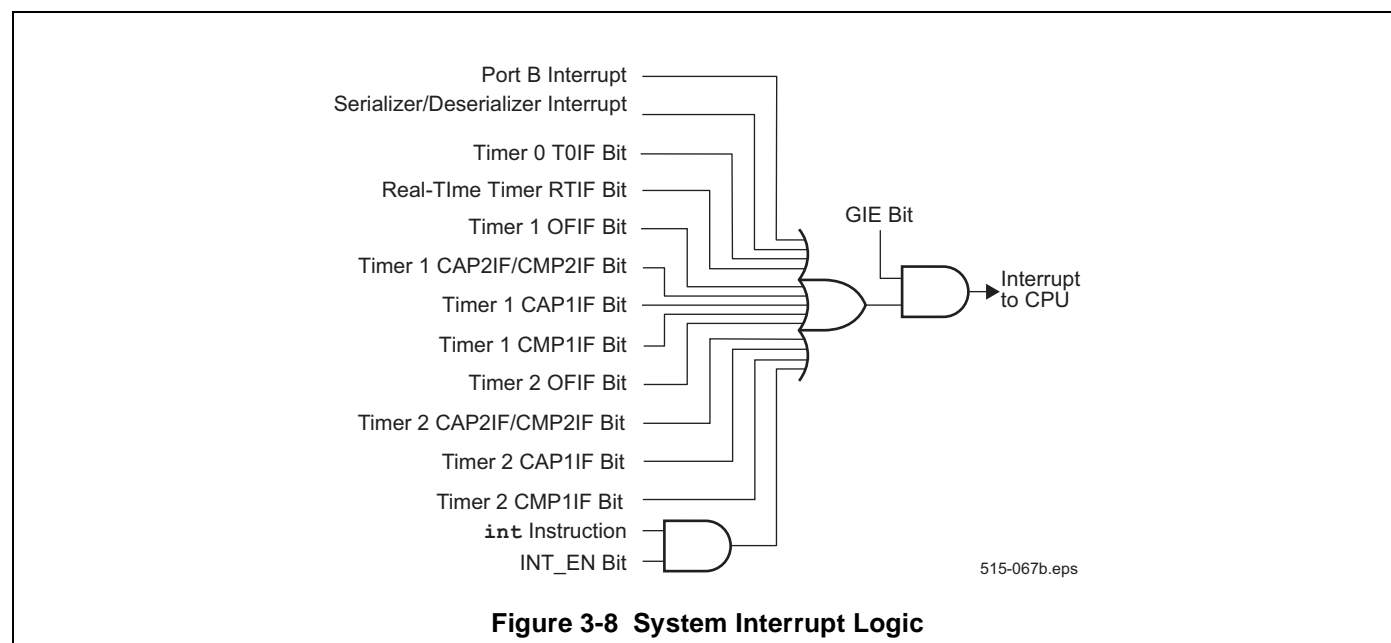 Port B Interrupt
Serializer/Deserializer Interrupt
Timer 0 T0IF Bit
Real-TIme Timer RTIF Bit
Timer 1 OFIF Bit
Timer 1 CAP2IF/CMP2IF Bit
Timer 1 CAP1IF Bit
Timer 1 CMP1IF Bit
Timer 2 OFIF Bit
Timer 2 CAP2IF/CMP2IF Bit
Timer 2 CAP1IF Bit
Timer 2 CMP1IF Bit
int Instruction
INT_EN Bit
GIE Bit
Interrupt
to CPU
515-067b.eps
Figure 3-8 System Interrupt Logic